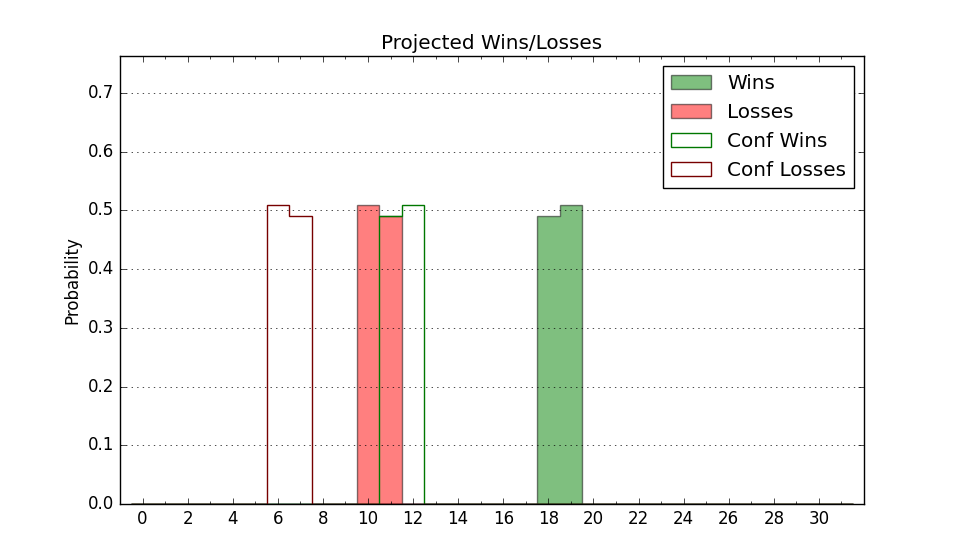 Projected Wins/Losses
Wins
Losses
Conf Wins
Conf Losses
Probability
0.7
0.6
0.5
0.4
0.3
0.2
0.1
0.0
0 2 4 6 8 10 12 14 16 18 20 22 24 26 28 30